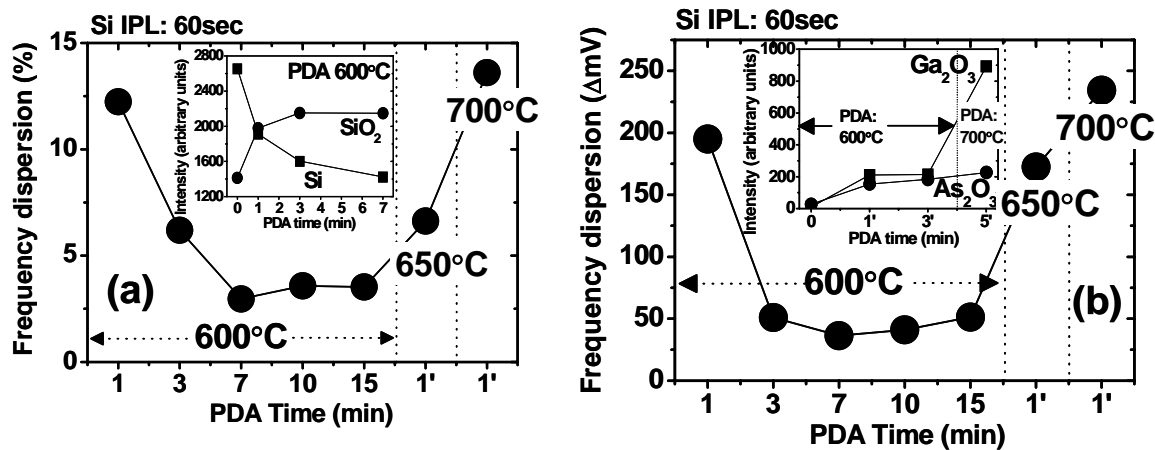 Si IPL: 60sec
(a)
Frequency dispersion (%)
15
10
5
0
1 3 7 10 15 1' 1'
PDA Time (min)
600°C
650°C
700°C
Intensity (arbitrary units)
2800
2400
2000
1600
1200
PDA 600°C
SiO₂
Si
0 1 2 3 4 5 6 7
PDA time (min)
Si IPL: 60sec
(b)
Frequency dispersion (ΔmV)
250
200
150
100
50
0
1 3 7 10 15 1' 1'
PDA Time (min)
600°C
650°C
700°C
Intensity (arbitrary units)
1000
800
600
400
200
0
Ga₂O₃
As₂O₃
PDA:
600°C
PDA:
700°C
0 1' 3' 5'
PDA time (min)